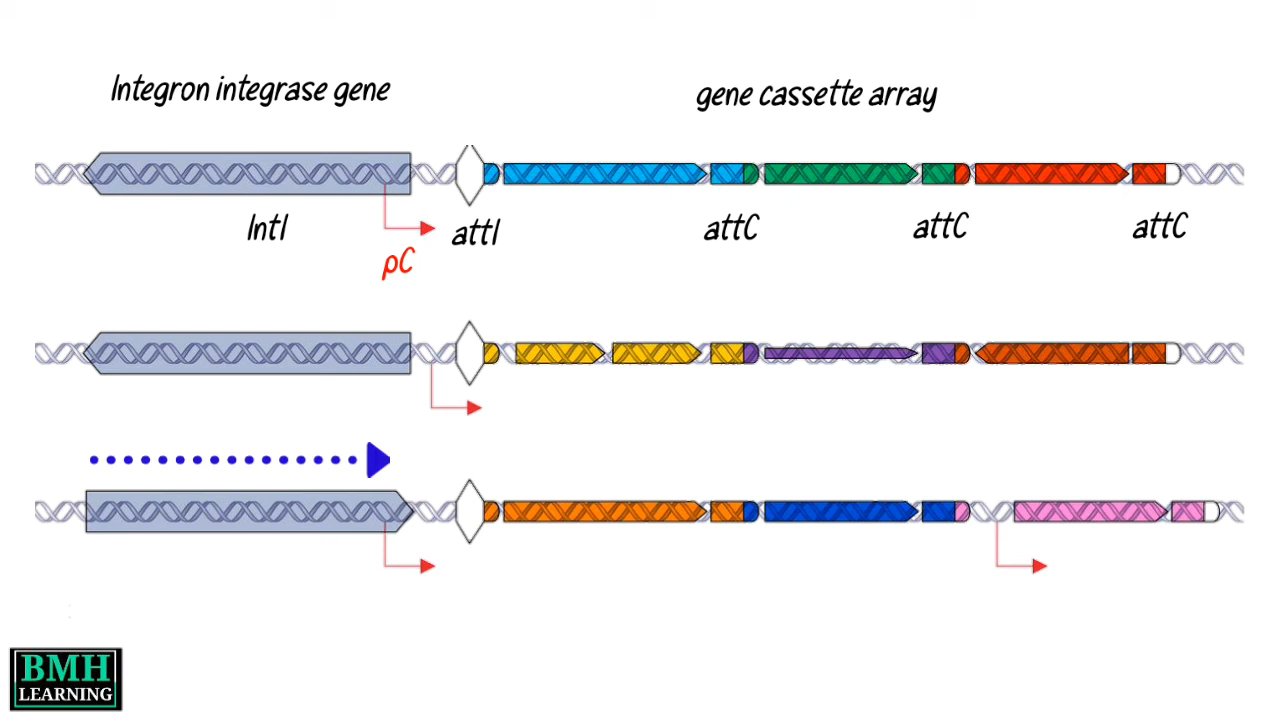 Integron integrase gene
gene cassette array
IntI
pC
attI
attC
attC
attC
BMH
LEARNING